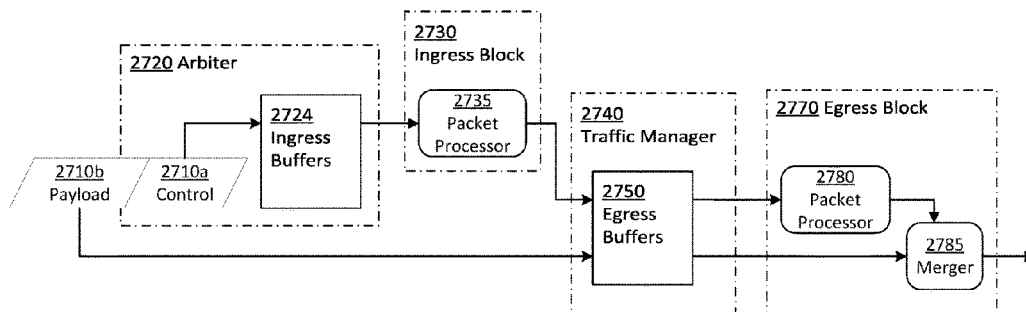 2720 Arbiter
2724
Ingress
Buffers
2710b
Payload
2710a
Control
2730
Ingress Block
2735
Packet
Processor
2740
Traffic Manager
2750
Egress
Buffers
2770 Egress Block
2780
Packet
Processor
2785
Merger